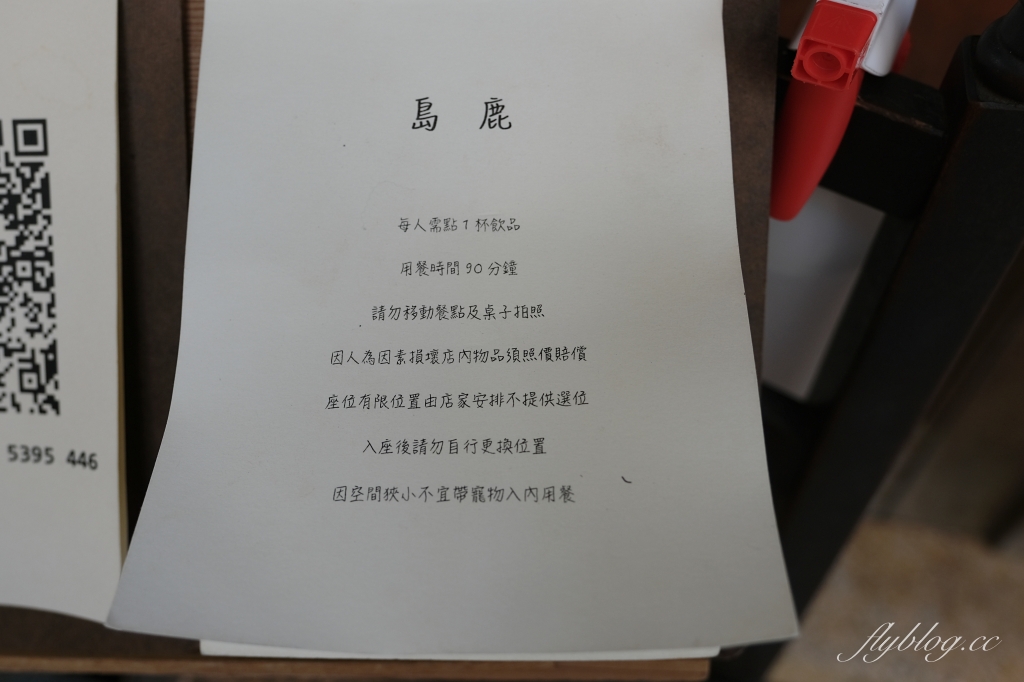 島 鹿
每人需點1杯飲品
用餐時間90分鐘
請勿移動餐點及桌子拍照
因人為因素損壞店內物品須照價賠償
座位有限位置由店家安排不提供選位
入座後請勿自行更換位置
因空間狹小不宜帶寵物入內用餐
5395 446
flyblog.cc